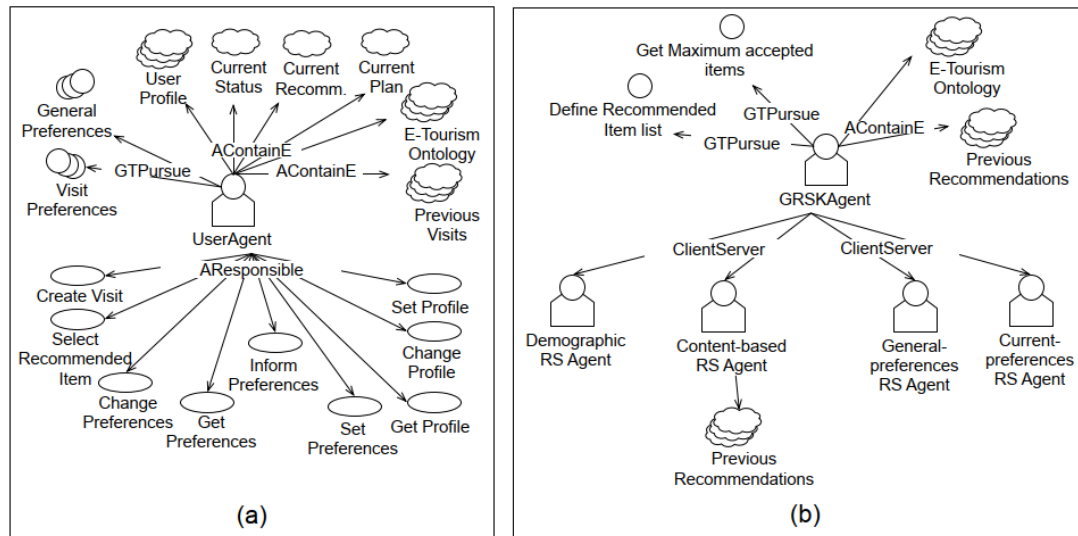 User
Profile
Current
Status
Current
Recomm.
Current
Plan
General
Preferences
E-Tourism
Ontology
AContainE
GTPursue
AContainE
Visit
Preferences
Previous
Visits
UserAgent
AResponsible
Create Visit
Set Profile
Select
Recommended
Item
Inform
Preferences
Change
Profile
Change
Preferences
Get
Preferences
Set
Preferences
Get Profile
(a)
Get Maximum accepted
items
E-Tourism
Ontology
Define Recommended
Item list
GTPursue
AContainE
GTPursue
Previous
Recommendations
GRSKAgent
ClientServer
ClientServer
Demographic
RS Agent
Content-based
RS Agent
General-
preferences
RS Agent
Current-
preferences
RS Agent
Previous
Recommendations
(b)